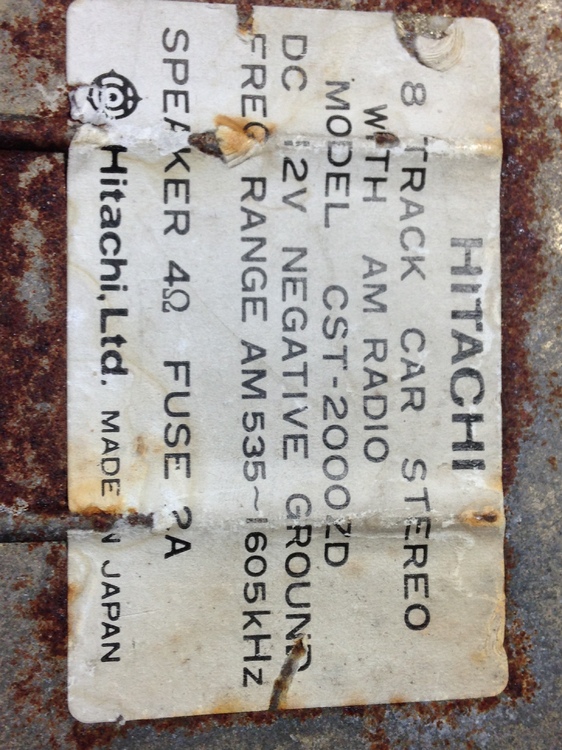 HITACHI
8 TRACK CAR STEREO
WITH AM RADIO
MODEL CST-2000ZD
DC 12V NEGATIVE GROUND
FREQ RANGE AM 535~1605kHz
SPEAKER 4Ω FUSE 2A
Hitachi, Ltd. MADE IN JAPAN